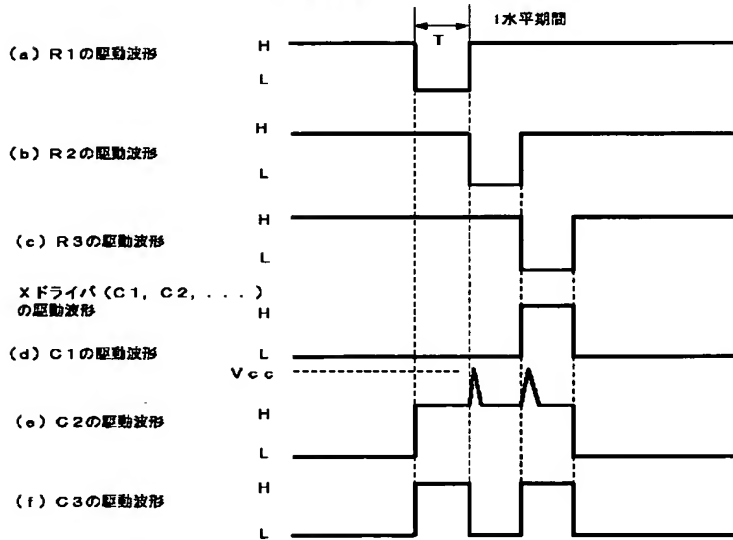 1水平期間
T
(a) R1の駆動波形
H
L
(b) R2の駆動波形
H
L
(c) R3の駆動波形
H
L
Xドライバ (C1, C2, ....)
の駆動波形
H
(d) C1の駆動波形
L
Vcc
(e) C2の駆動波形
H
L
(f) C3の駆動波形
H
L